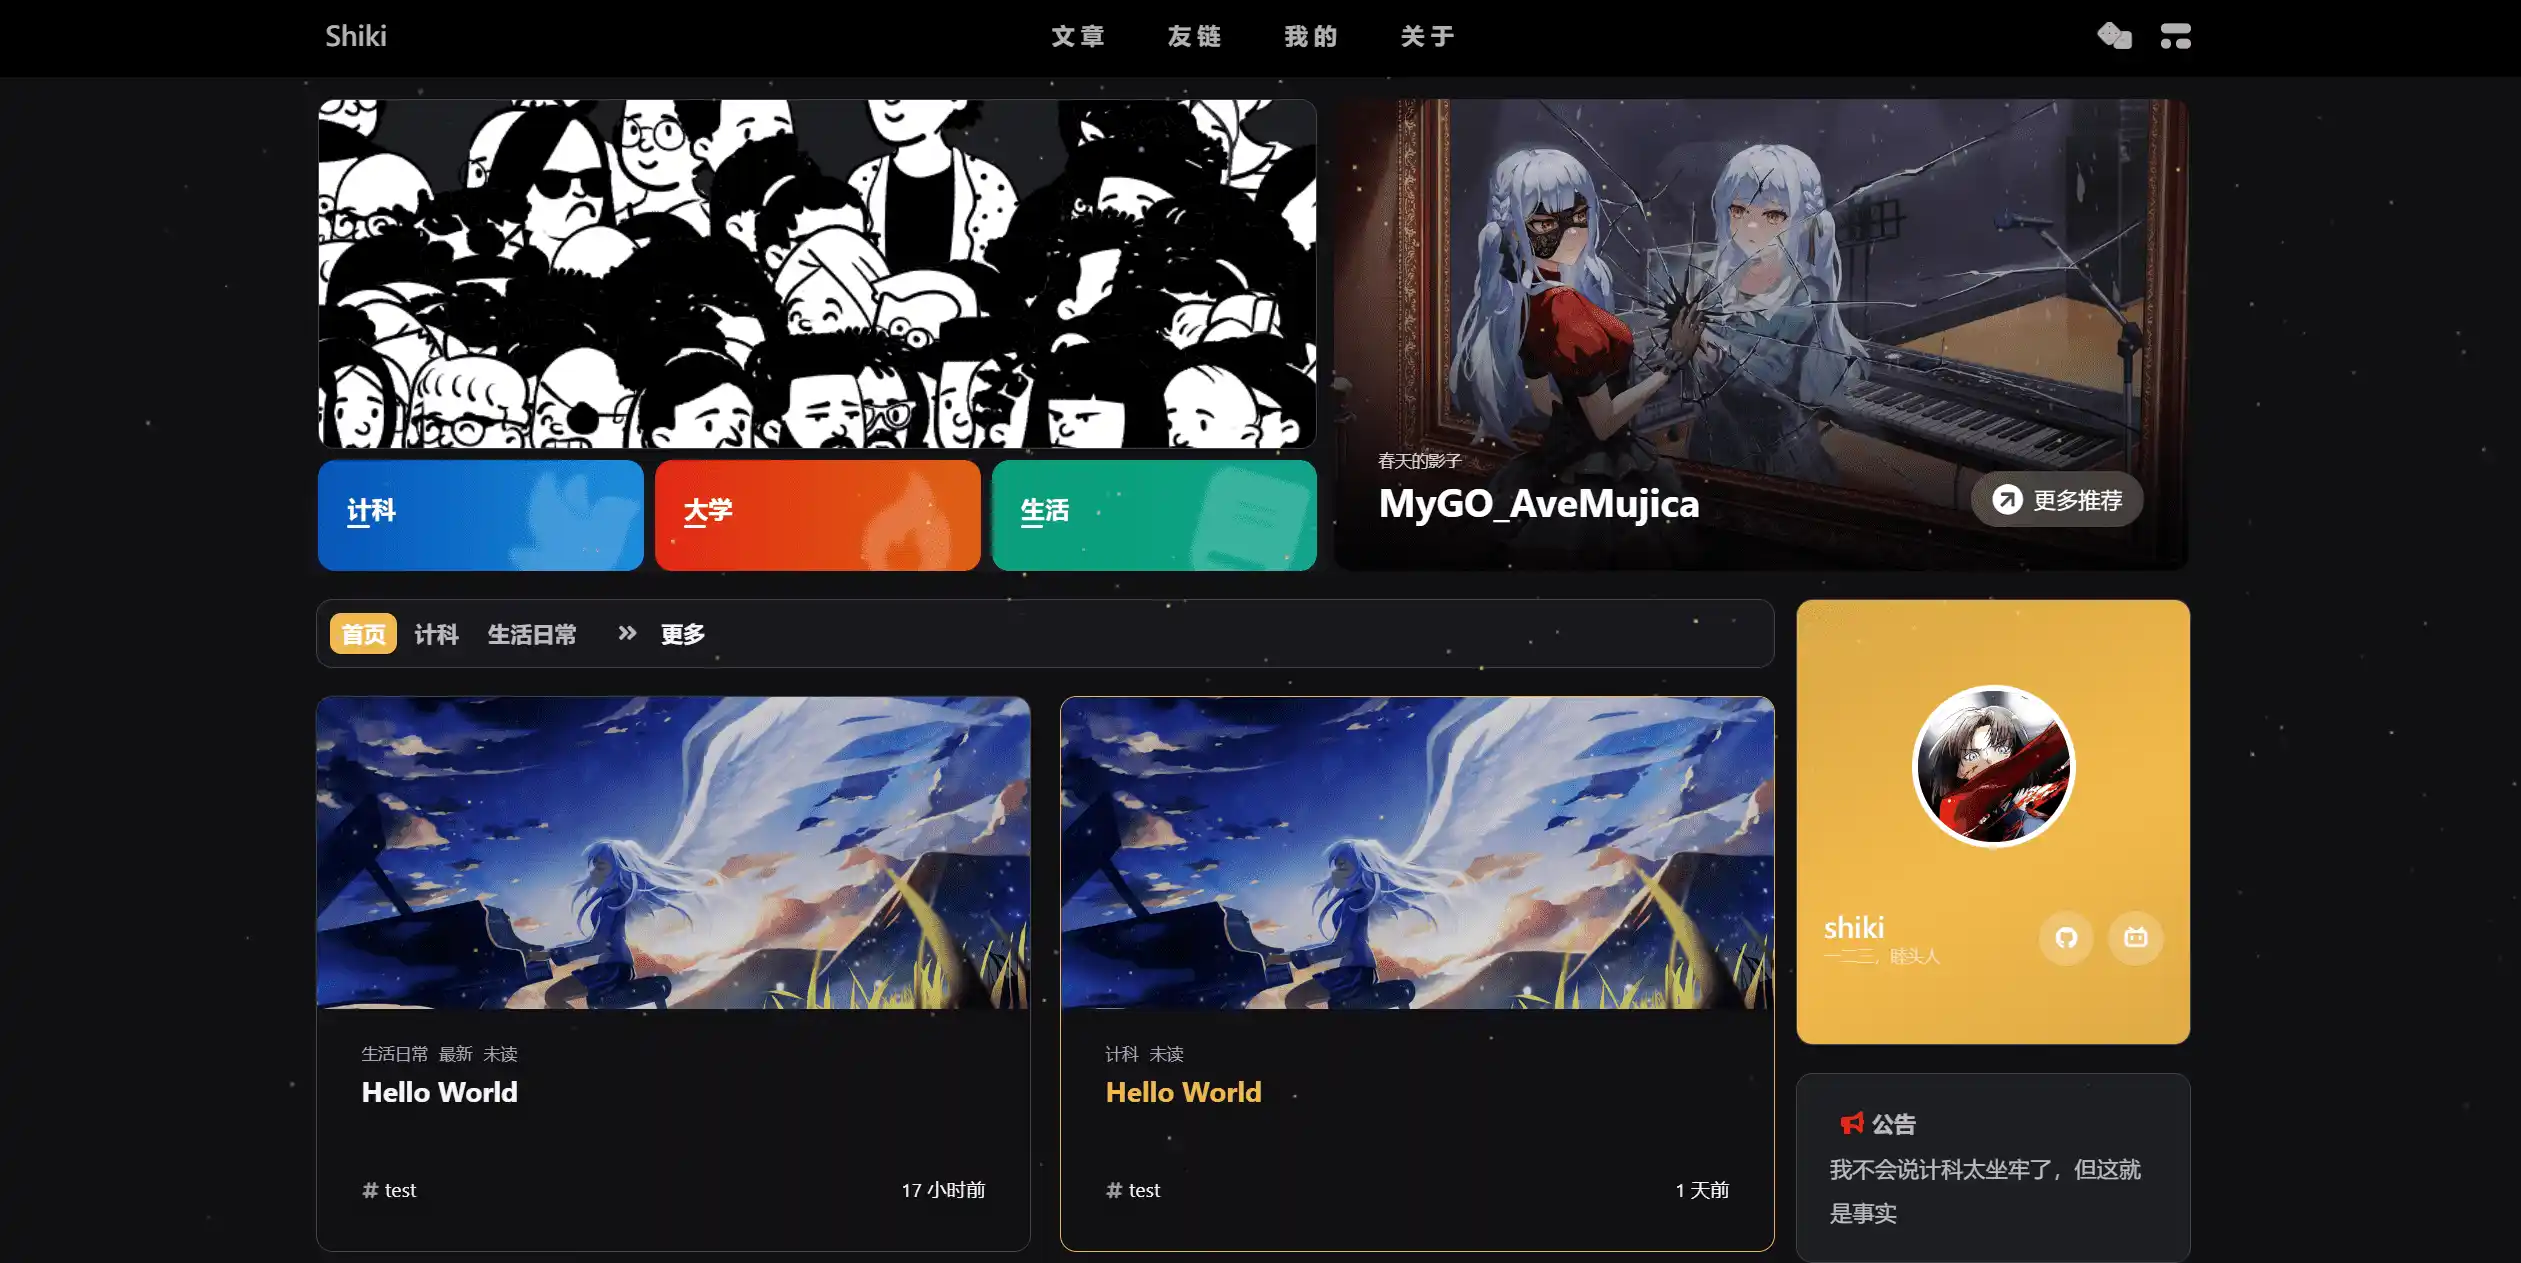 Shiki
文章
友链
我的
关于
计科
大学
生活
春天的影子
MyGO_AveMujica
更多推荐
首页
计科
生活日常
更多
生活日常 最新 未读
Hello World
# test
17 小时前
计科 未读
Hello World
# test
1 天前
shiki
一二三，睦头人
公告
我不会说计科太坐牢了，但这就
是事实